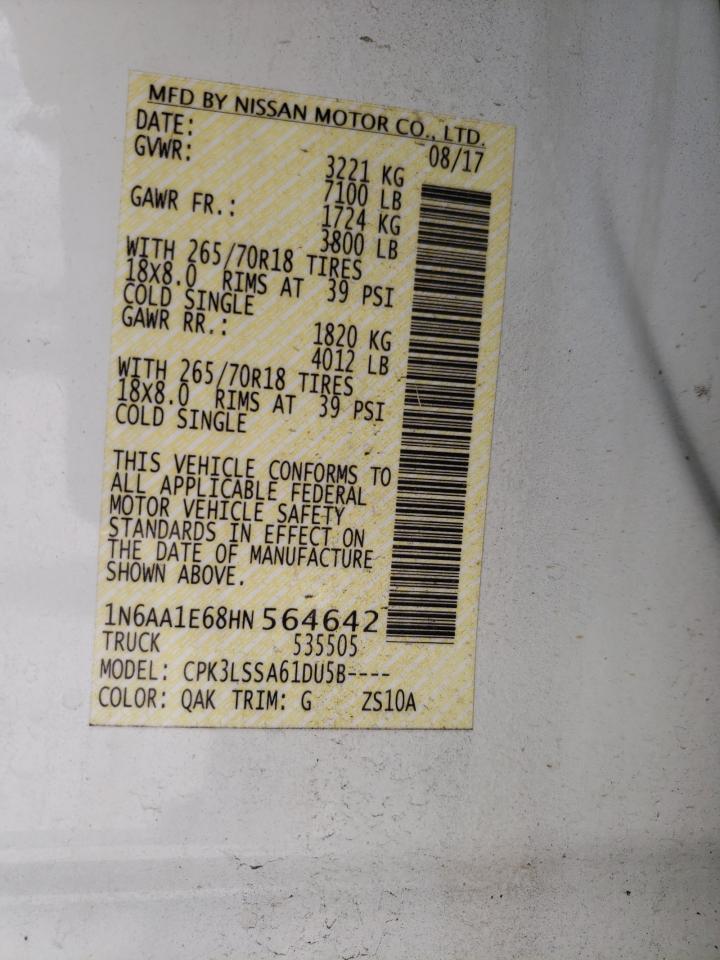 MFD BY NISSAN MOTOR CO., LTD.
DATE: 08/17
GVWR: 3221 KG
7100 LB
GAWR FR.: 1724 KG
3800 LB
WITH 265/70R18 TIRES
18X8.0 RIMS AT 39 PSI
COLD SINGLE
GAWR RR.: 1820 KG
4012 LB
WITH 265/70R18 TIRES
18X8.0 RIMS AT 39 PSI
COLD SINGLE
THIS VEHICLE CONFORMS TO
ALL APPLICABLE FEDERAL
MOTOR VEHICLE SAFETY
STANDARDS IN EFFECT ON
THE DATE OF MANUFACTURE
SHOWN ABOVE.
1N6AA1E68HN 564642
TRUCK 535505
MODEL: CPK3LSSA61DU5B----
COLOR: QAK TRIM: G ZS10A